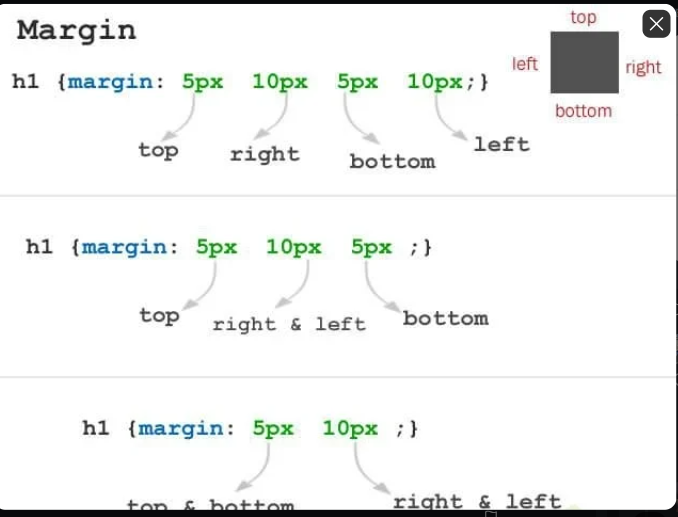 Margin
top
left
right
bottom
h1 {margin: 5px 10px 5px 10px;}
top right bottom left
h1 {margin: 5px 10px 5px ;}
top right & left bottom
h1 {margin: 5px 10px ;}
top & bottom right & left